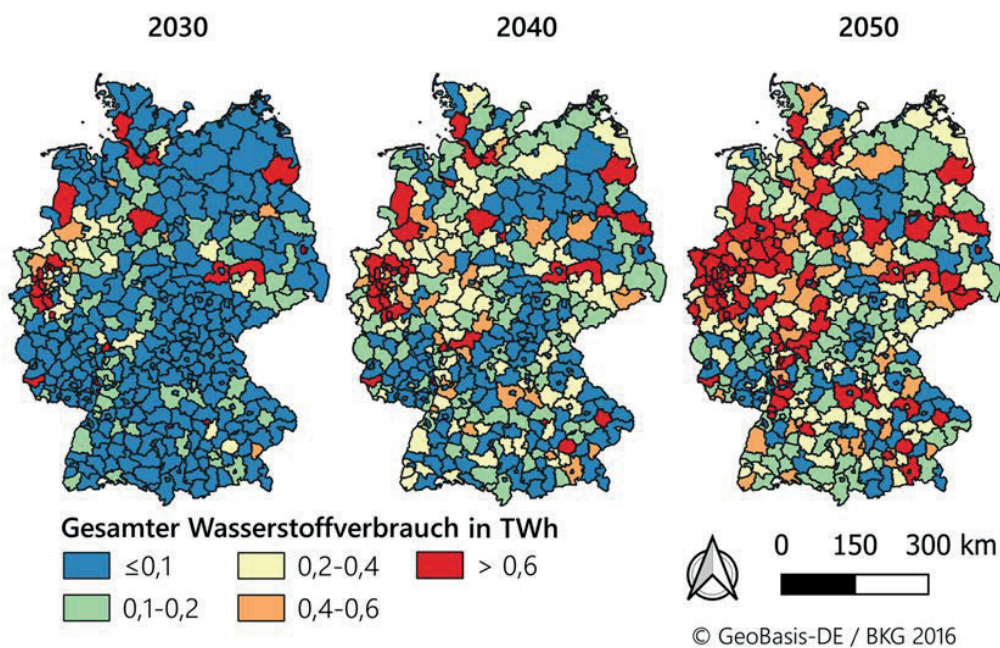 2030 2040 2050
Gesamter Wasserstoffverbrauch in TWh
≤0,1 0,2-0,4 > 0,6
0,1-0,2 0,4-0,6
0 150 300 km
© GeoBasis-DE / BKG 2016